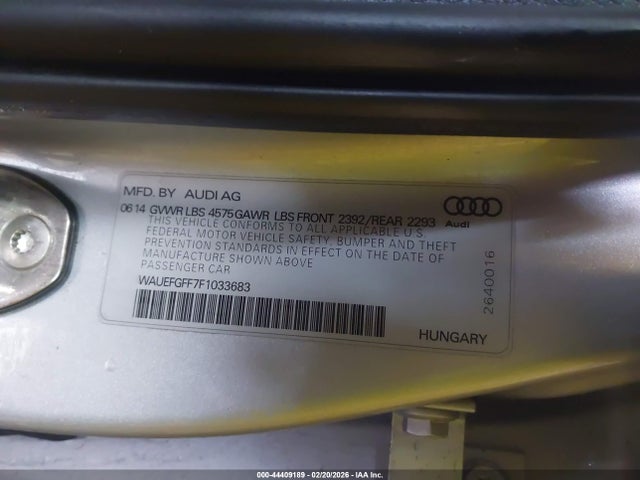 MFD. BY AUDI AG
06 14 GVWR LBS 4575 GAWR LBS FRONT 2392/REAR 2293
THIS VEHICLE CONFORMS TO ALL APPLICABLE U.S.
FEDERAL MOTOR VEHICLE SAFETY, BUMPER AND THEFT
PREVENTION STANDARDS IN EFFECT ON THE DATE OF
MANUFACTURE SHOWN ABOVE
PASSENGER CAR
WAUEFGFF7F1033683
HUNGARY
Audi
2640016
000-44409189 - 02/20/2026 - IAA Inc.